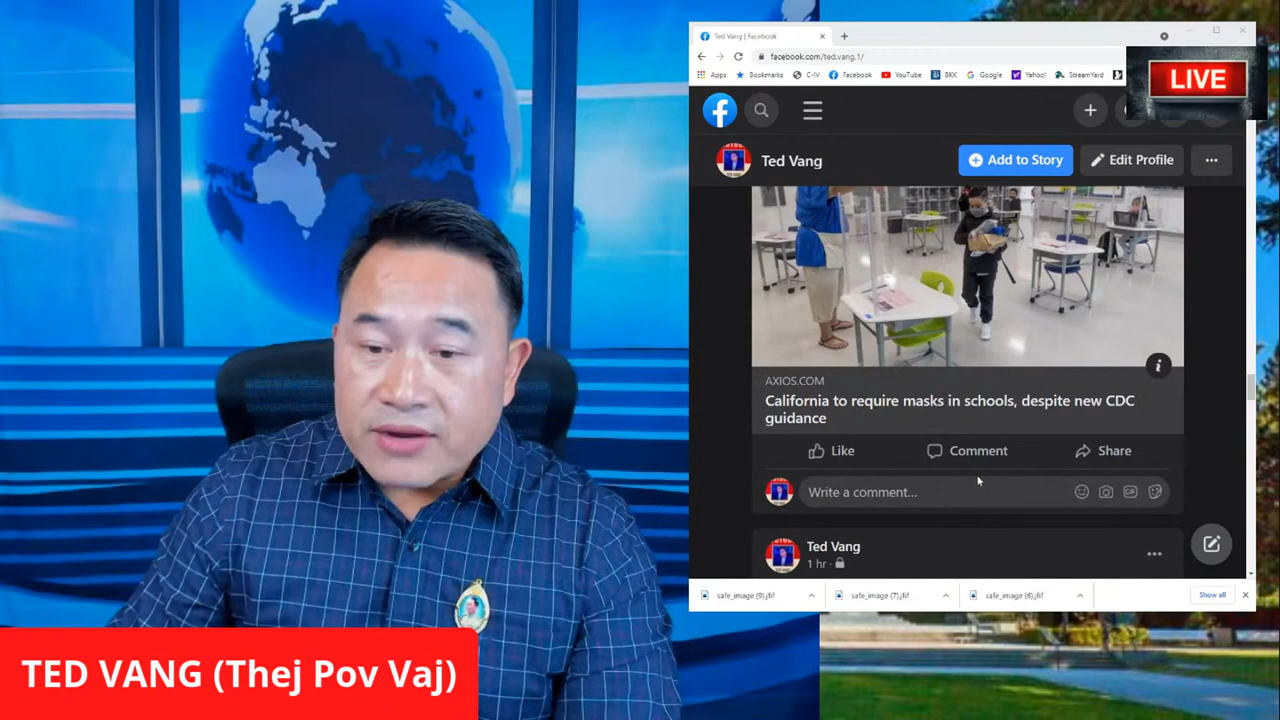 Ted Vang | Facebook
facebook.com/ted.vang.1/
Apps Bookmarks C-IV Facebook YouTube BKK Google Yahoo! StreamYard
LIVE
Ted Vang
Add to Story
Edit Profile
AXIOS.COM
California to require masks in schools, despite new CDC
guidance
Like
Comment
Share
Write a comment...
GIF
Ted Vang
1 hr ·
safe_image (9).jfif
safe_image (7).jfif
safe_image (6).jfif
Show all
TED VANG (Thej Pov Vaj)